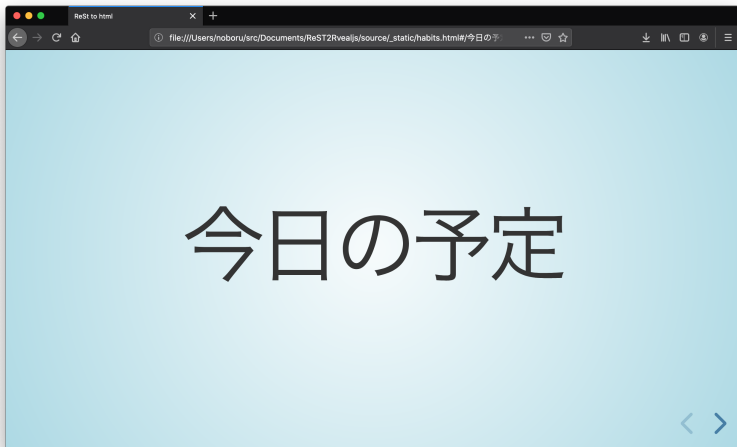 ReSt to html
file:///Users/noboru/src/Documents/ReST2Rvealjs/source/_static/habits.html#/今日の予
今日の予定